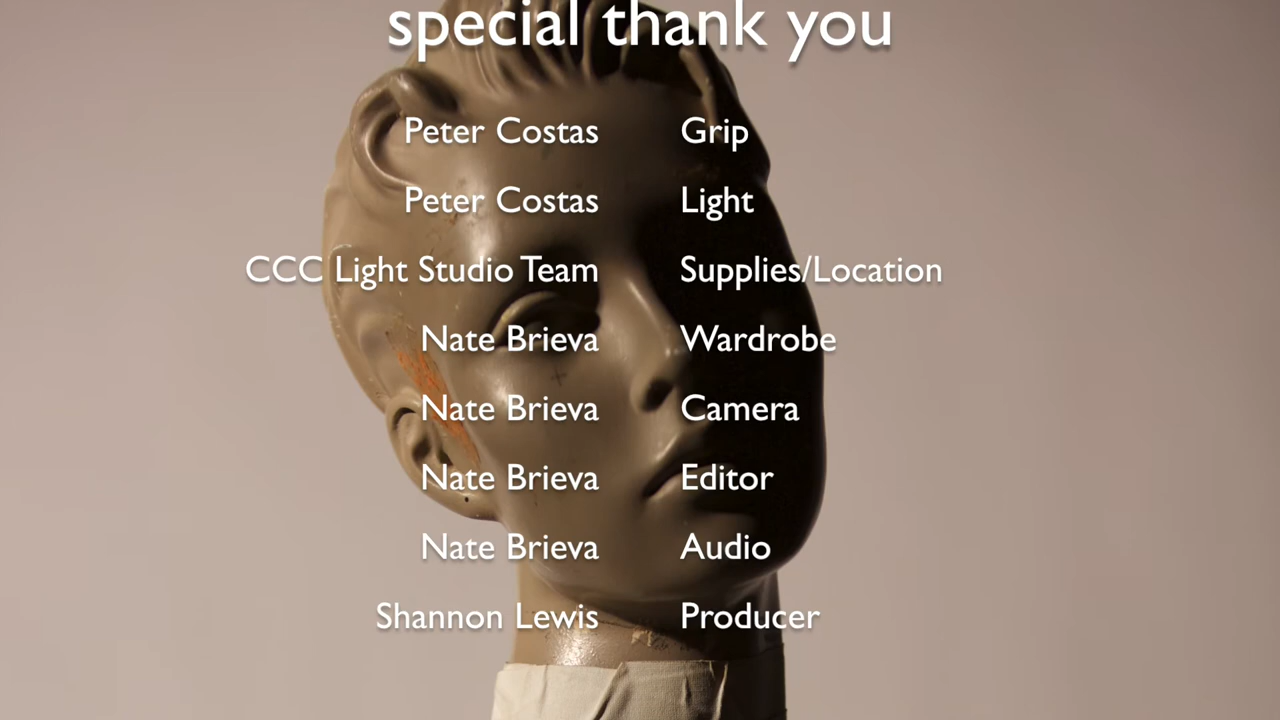 special thank you
Peter Costas Grip
Peter Costas Light
CCC Light Studio Team Supplies/Location
Nate Brieva Wardrobe
Nate Brieva Camera
Nate Brieva Editor
Nate Brieva Audio
Shannon Lewis Producer